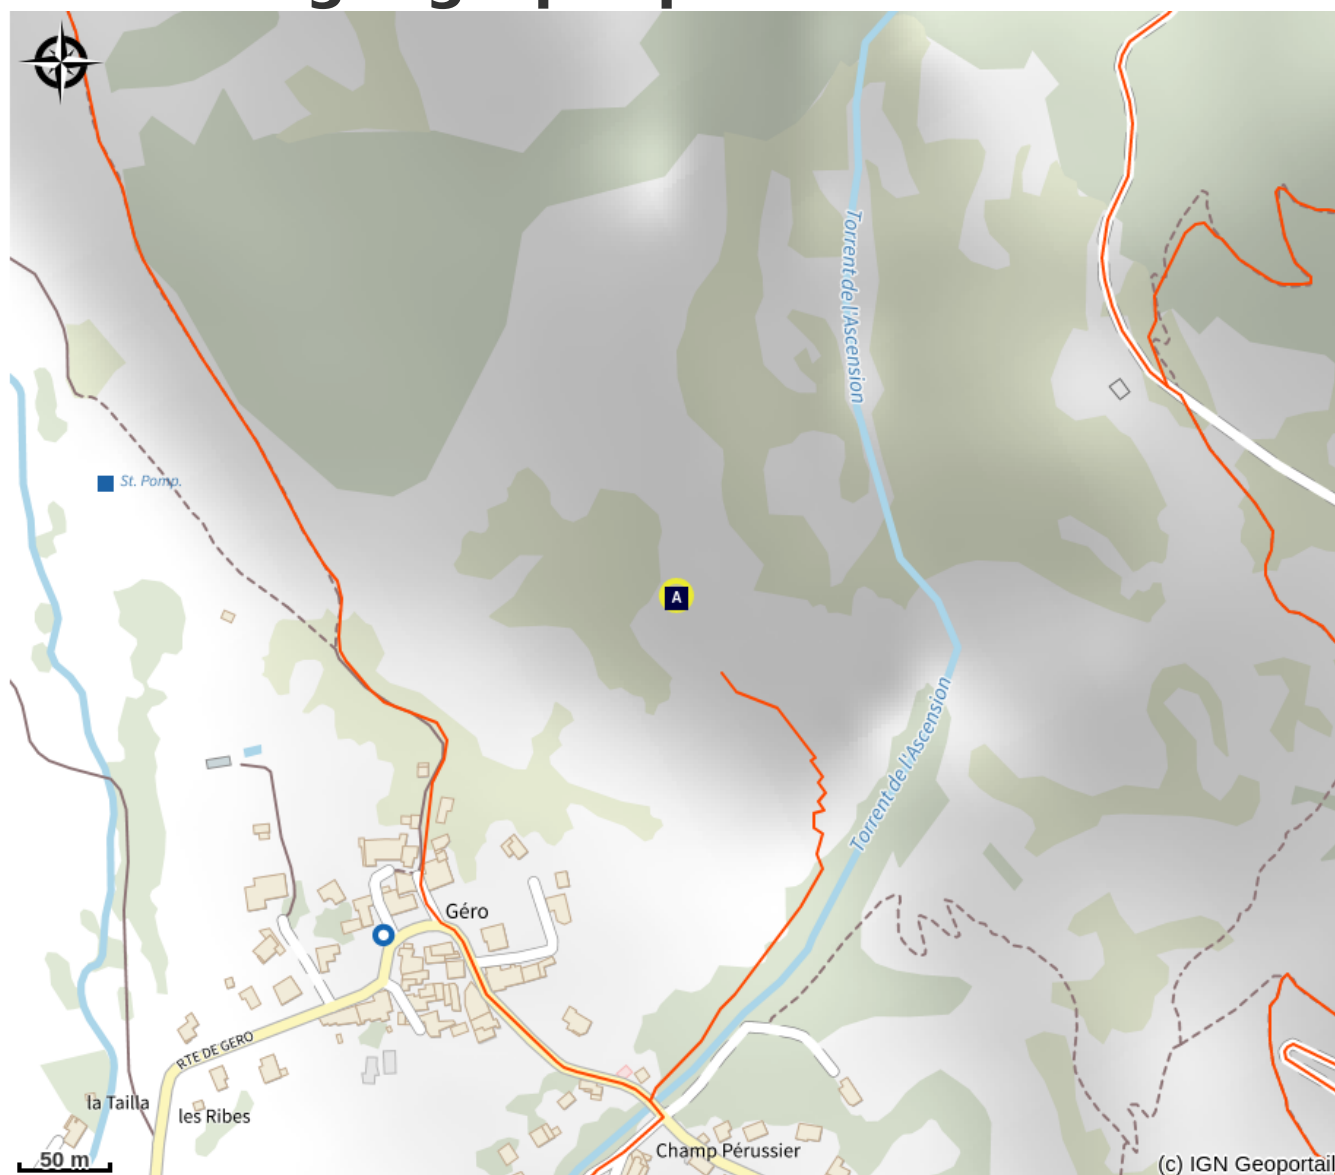 Torrent de l'Ascension
St. Pomp.
A
Torrent de l'Ascension
Géro
RTE DE GERO
la Tailla
les Ribes
Champ Pérussier
50 m
(c) IGN Geoportail